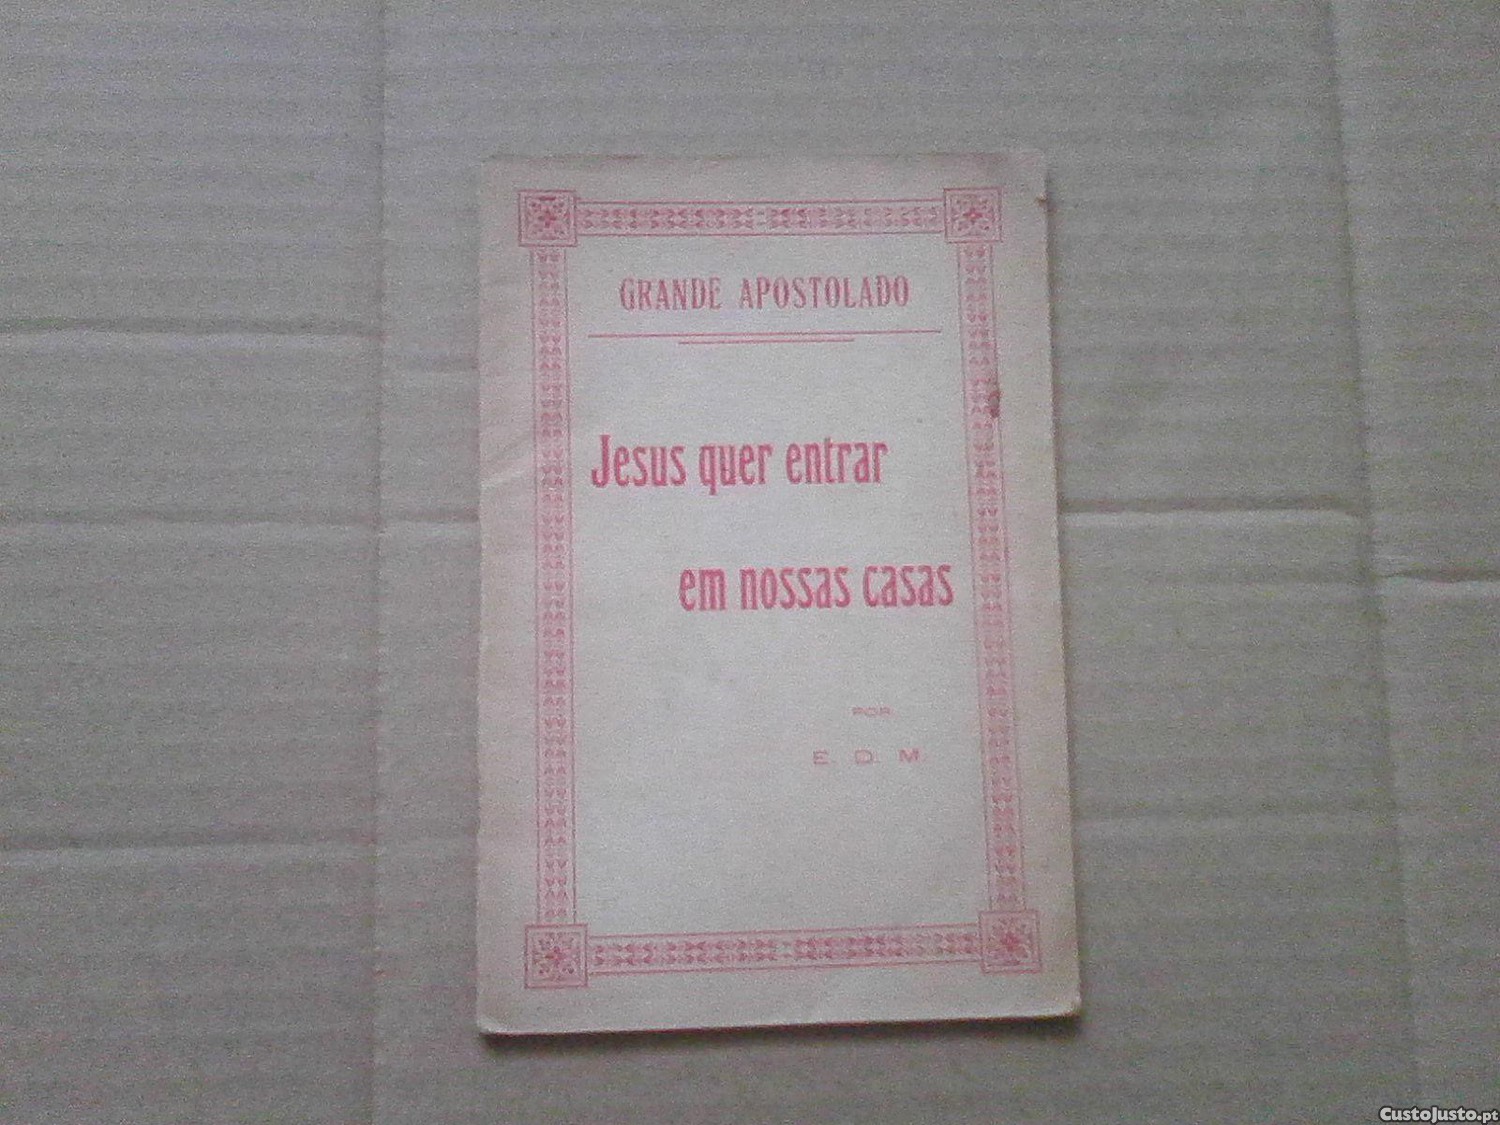 GRANDE APOSTOLADO
Jesus quer entrar
em nossas casas
POR
E. D. M.
CustoJusto.pt